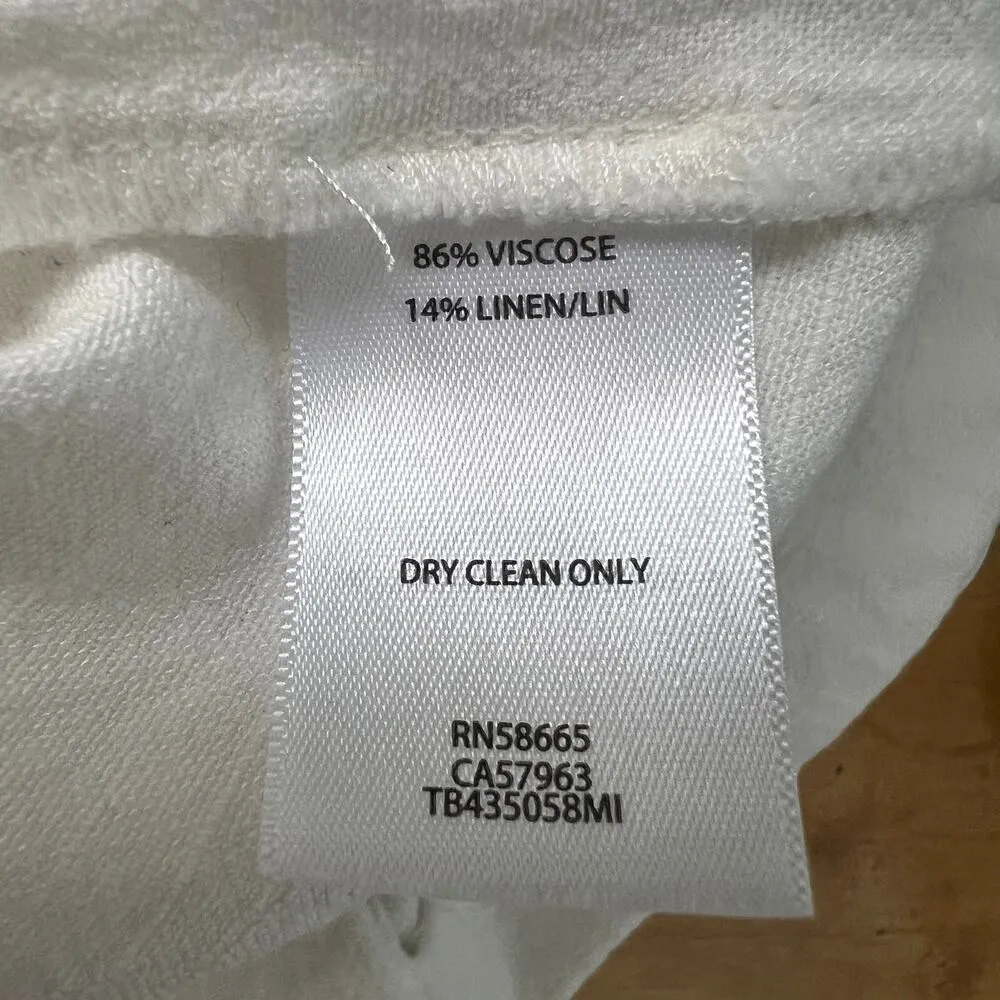 86% VISCOSE
14% LINEN/LIN
DRY CLEAN ONLY
RN58665
CA57963
TB435058MI